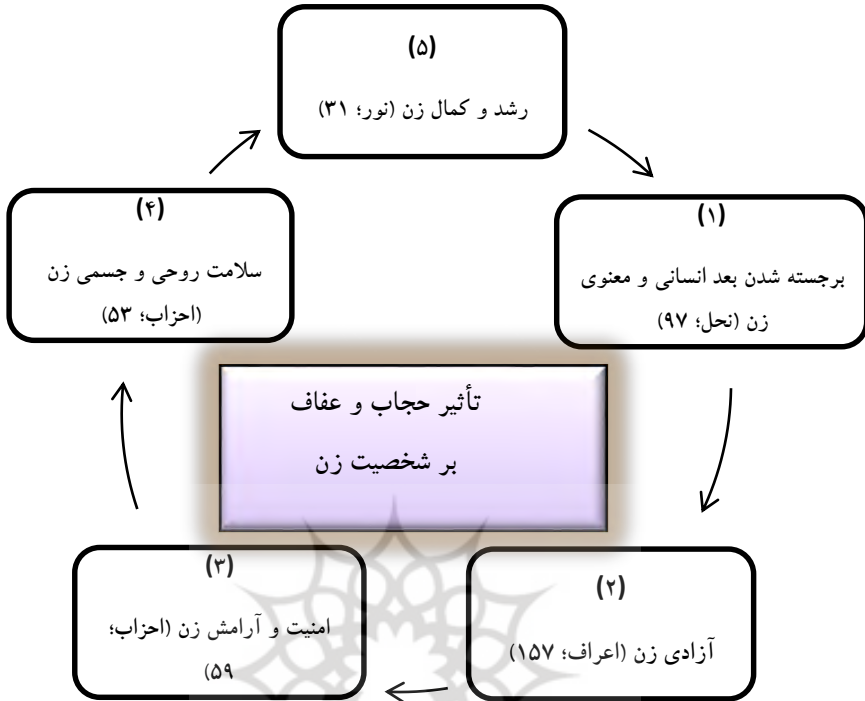 (۵)
رشد و کمال زن (نور؛ ۳۱)
(۱)
برجسته شدن بعد انسانی و معنوی
زن (نحل؛ ۹۷)
(۲)
آزادی زن (اعراف؛ ۱۵۷)
(۳)
امنیت و آرامش زن (احزاب؛
۵۹)
(۴)
سلامت روحی و جسمی زن
(احزاب؛ ۵۳)
تأثیر حجاب و عفاف
بر شخصیت زن